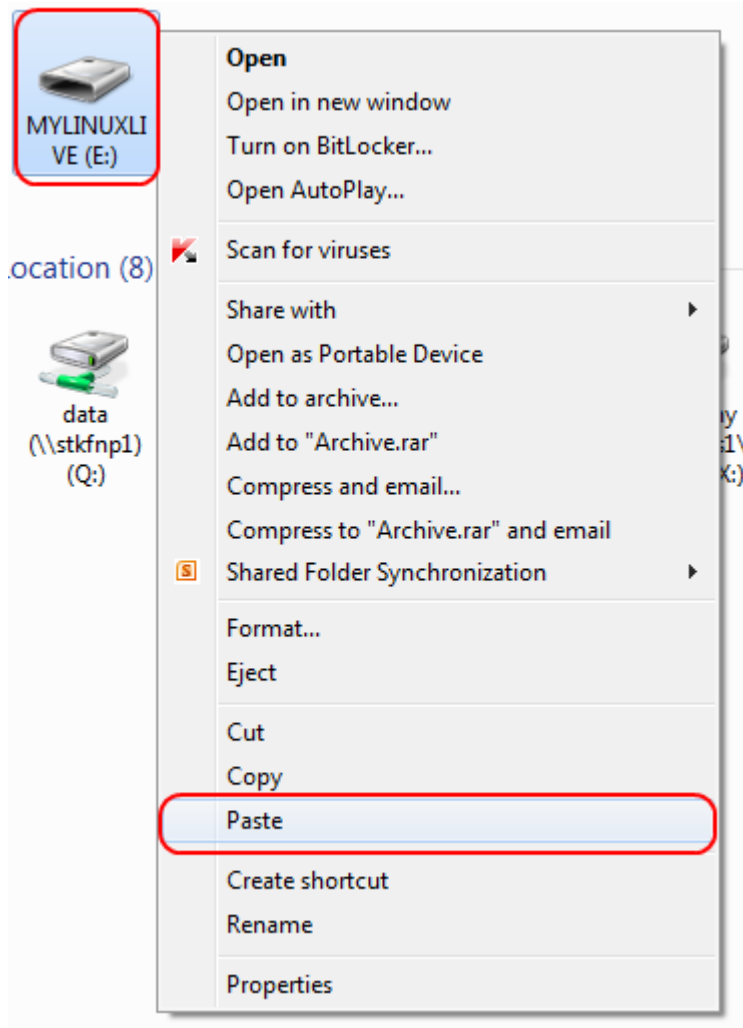 MYLINUXLI
VE (E:)
Open
Open in new window
Turn on BitLocker...
Open AutoPlay...
Scan for viruses
Share with
Open as Portable Device
Add to archive...
Add to "Archive.rar"
Compress and email...
Compress to "Archive.rar" and email
Shared Folder Synchronization
Format...
Eject
Cut
Copy
Paste
Create shortcut
Rename
Properties
ocation (8)
data
(\\stkfnp1)
(Q:)